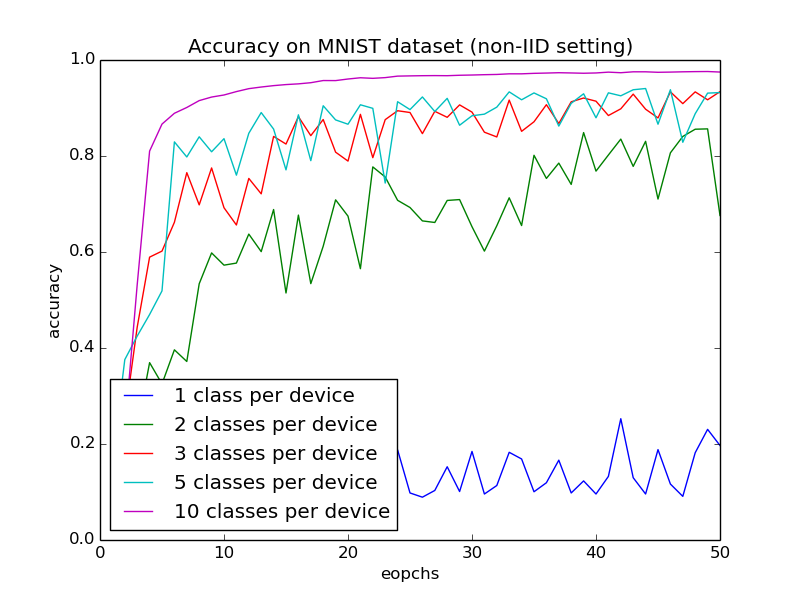 Accuracy on MNIST dataset (non-IID setting)
1.0
0.8
0.6
0.4
0.2
0.0
accuracy
1 class per device
2 classes per device
3 classes per device
5 classes per device
10 classes per device
0 10 20 30 40 50
eopchs